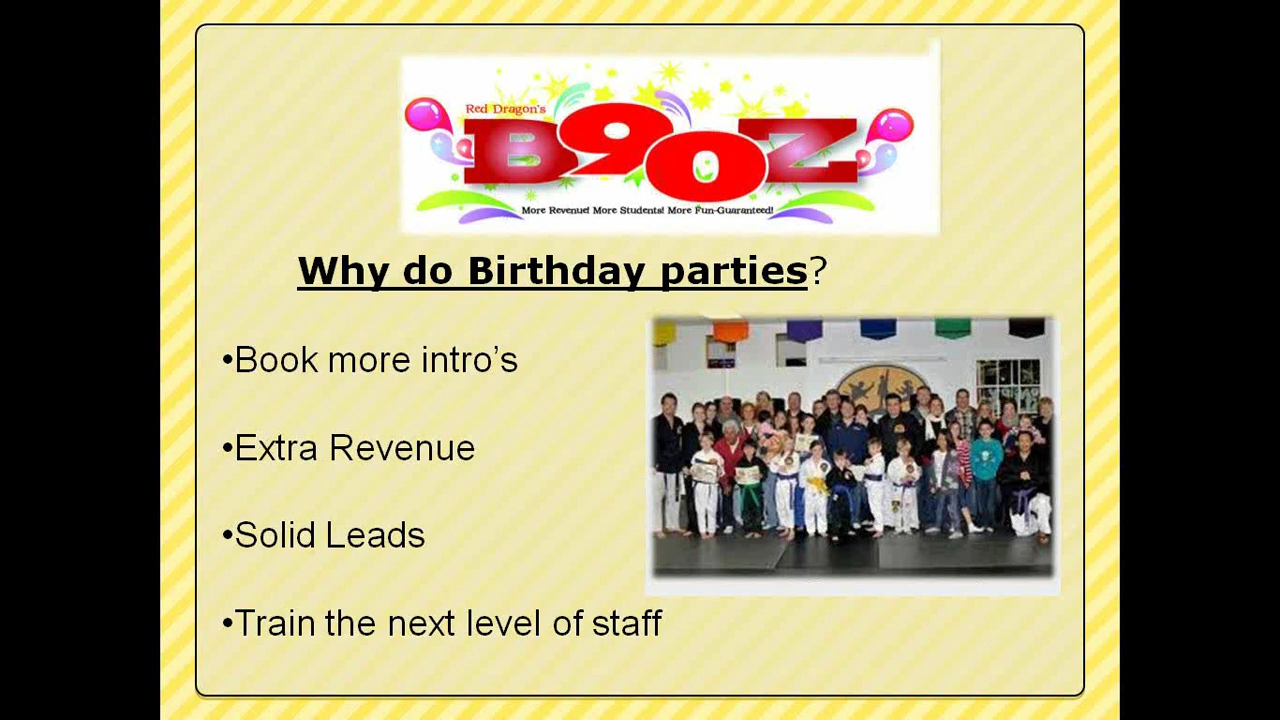 Red Dragon's
B90Z
More Revenue! More Students! More Fun-Guaranteed!
Why do Birthday parties?
•Book more intro’s
•Extra Revenue
•Solid Leads
•Train the next level of staff